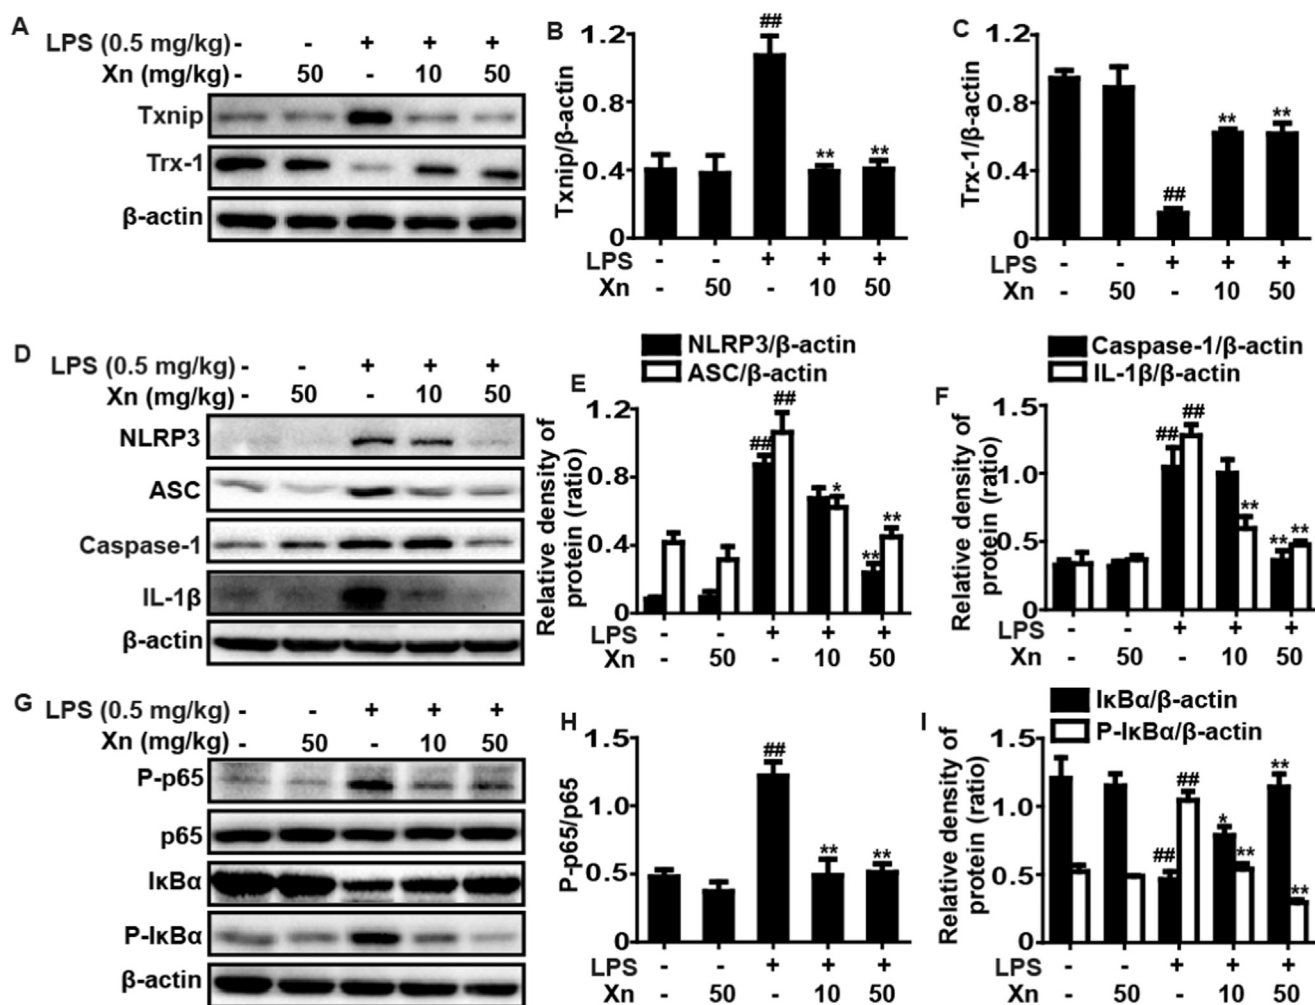 A
LPS (0.5 mg/kg) - - + + +
Xn (mg/kg) - 50 - 10 50
Txnip
Trx-1
β-actin
B
Txnip/β-actin
1.2
0.8
0.4
0
##
** **
LPS - - + + +
Xn - 50 - 10 50
C
Trx-1/β-actin
1.2
0.8
0.4
0
##
** **
LPS - - + + +
Xn - 50 - 10 50
D
LPS (0.5 mg/kg) - - + + +
Xn (mg/kg) - 50 - 10 50
NLRP3
ASC
Caspase-1
IL-1β
β-actin
E
NLRP3/β-actin
ASC/β-actin
Relative density of
protein (ratio)
1.2
0.8
0.4
0
## ##
*
** **
LPS - - + + +
Xn - 50 - 10 50
F
Caspase-1/β-actin
IL-1β/β-actin
Relative density of
protein (ratio)
1.5
1.0
0.5
0
## ##
**
** **
LPS - - + + +
Xn - 50 - 10 50
G
LPS (0.5 mg/kg) - - + + +
Xn (mg/kg) - 50 - 10 50
P-p65
p65
IκBα
P-IκBα
β-actin
H
P-p65/p65
1.5
1.0
0.5
0
##
** **
LPS - - + + +
Xn - 50 - 10 50
I
IκBα/β-actin
P-IκBα/β-actin
Relative density of
protein (ratio)
1.5
1.0
0.5
0
## ##
* **
** **
LPS - - + + +
Xn - 50 - 10 50